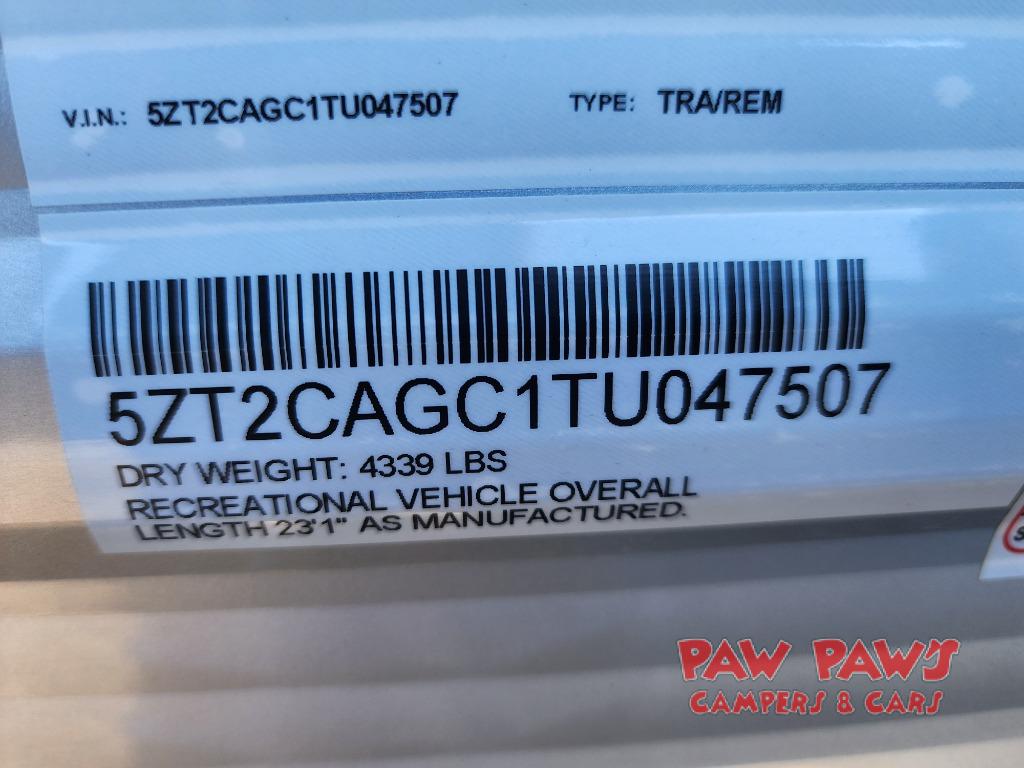 V.I.N.: 5ZT2CAGC1TU047507 TYPE: TRA/REM
5ZT2CAGC1TU047507
DRY WEIGHT: 4339 LBS
RECREATIONAL VEHICLE OVERALL
LENGTH 23'1" AS MANUFACTURED.
PAW PAW'S
CAMPERS & CARS